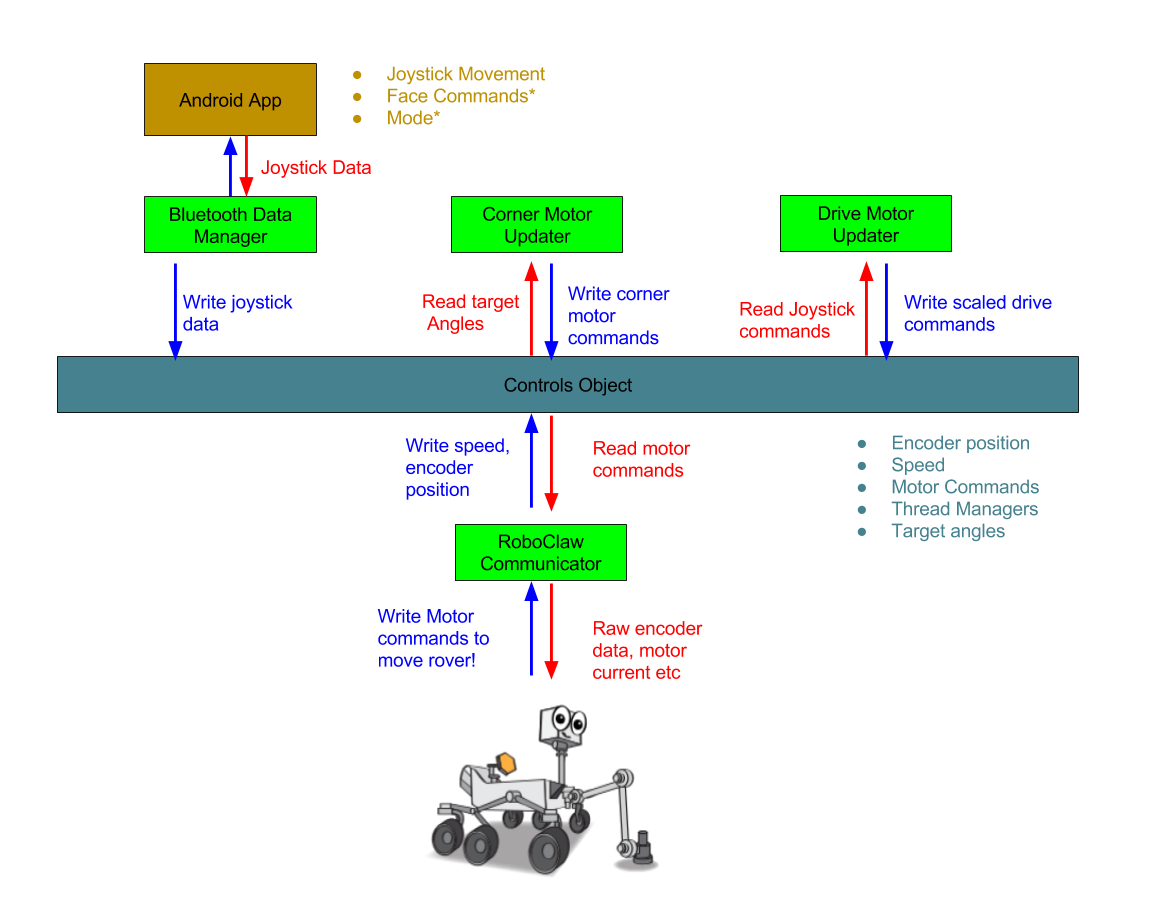 Android App
● Joystick Movement
● Face Commands*
● Mode*
Joystick Data
Bluetooth Data
Manager
Corner Motor
Updater
Drive Motor
Updater
Write joystick
data
Read target
Angles
Write corner
motor
commands
Read Joystick
commands
Write scaled drive
commands
Controls Object
Write speed,
encoder
position
Read motor
commands
● Encoder position
● Speed
● Motor Commands
● Thread Managers
● Target angles
RoboClaw
Communicator
Write Motor
commands to
move rover!
Raw encoder
data, motor
current etc